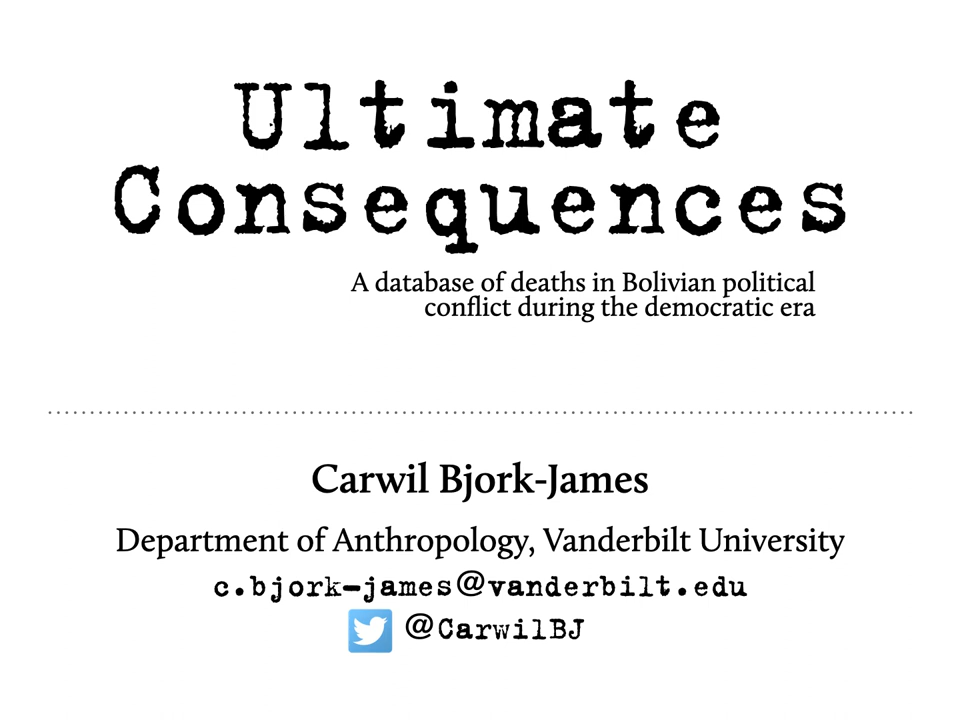 Ultimate
Consequences
A database of deaths in Bolivian political
conflict during the democratic era
Carwil Bjork-James
Department of Anthropology, Vanderbilt University
c.bjork-james@vanderbilt.edu
@CarwilBJ